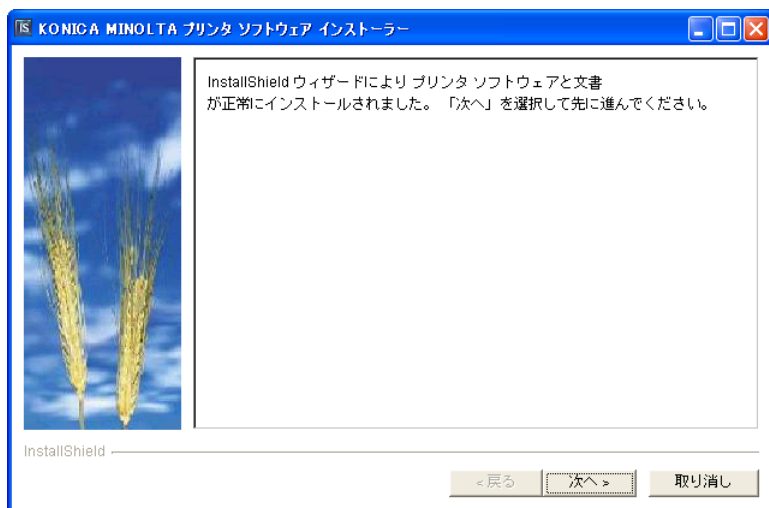 KONICA MINOLTA プリンタ ソフトウェア インストーラー
InstallShield ウィザードにより プリンタ ソフトウェアと文書
が正常にインストールされました。 「次へ」を選択して先に進んでください。
InstallShield
< 戻る
次へ >
取り消し